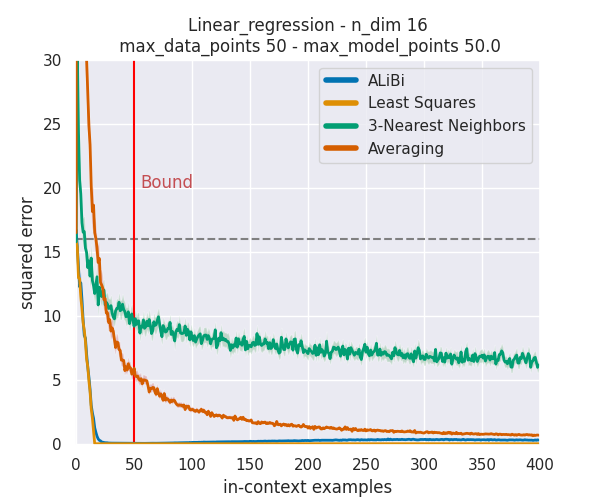 Linear_regression - n_dim 16
max_data_points 50 - max_model_points 50.0
ALiBi
Least Squares
3-Nearest Neighbors
Averaging
Bound
squared error
30
25
20
15
10
5
0
0 50 100 150 200 250 300 350 400
in-context examples